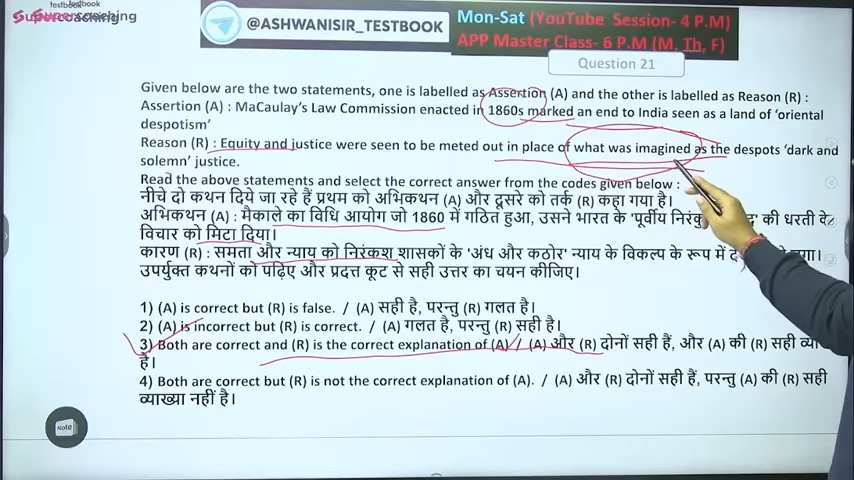 testbook
Supercoaching
@ASHWANISIR_TESTBOOK
Mon-Sat (YouTube Session- 4 P.M)
APP Master Class- 6 P.M (M, Th, F)
Question 21
Given below are the two statements, one is labelled as Assertion (A) and the other is labelled as Reason (R) :
Assertion (A) : MaCaulay's Law Commission enacted in 1860s marked an end to India seen as a land of 'oriental
despotism'
Reason (R) : Equity and justice were seen to be meted out in place of what was imagined as the despots 'dark and
solemn' justice.
Read the above statements and select the correct answer from the codes given below :
नीचे दो कथन दिये जा रहे हैं प्रथम को अभिकथन (A) और दूसरे को तर्क (R) कहा गया है।
अभिकथन (A) : मैकाले का विधि आयोग जो 1860 में गठित हुआ, उसने भारत के 'पूर्वीय की धरती के
विचार को मिटा दिया।
कारण (R) : समता और न्याय को निरंकश शासकों के 'अंध और कठोर' न्याय के विकल्प के रूप में
उपर्युक्त कथनों को पढ़िए और प्रदत्त कूट से सही उत्तर का चयन कीजिए।
1) (A) is correct but (R) is false. / (A) सही है, परन्तु (R) गलत है।
2) (A) is incorrect but (R) is correct. / (A) गलत है, परन्तु (R) सही है।
3) Both are correct and (R) is the correct explanation of (A) / (A) और (R) दोनों सही हैं, और (A) की (R) सही
है।
4) Both are correct but (R) is not the correct explanation of (A). / (A) और (R) दोनों सही हैं, परन्तु (A) की (R) सही
व्याख्या नहीं है।
Note